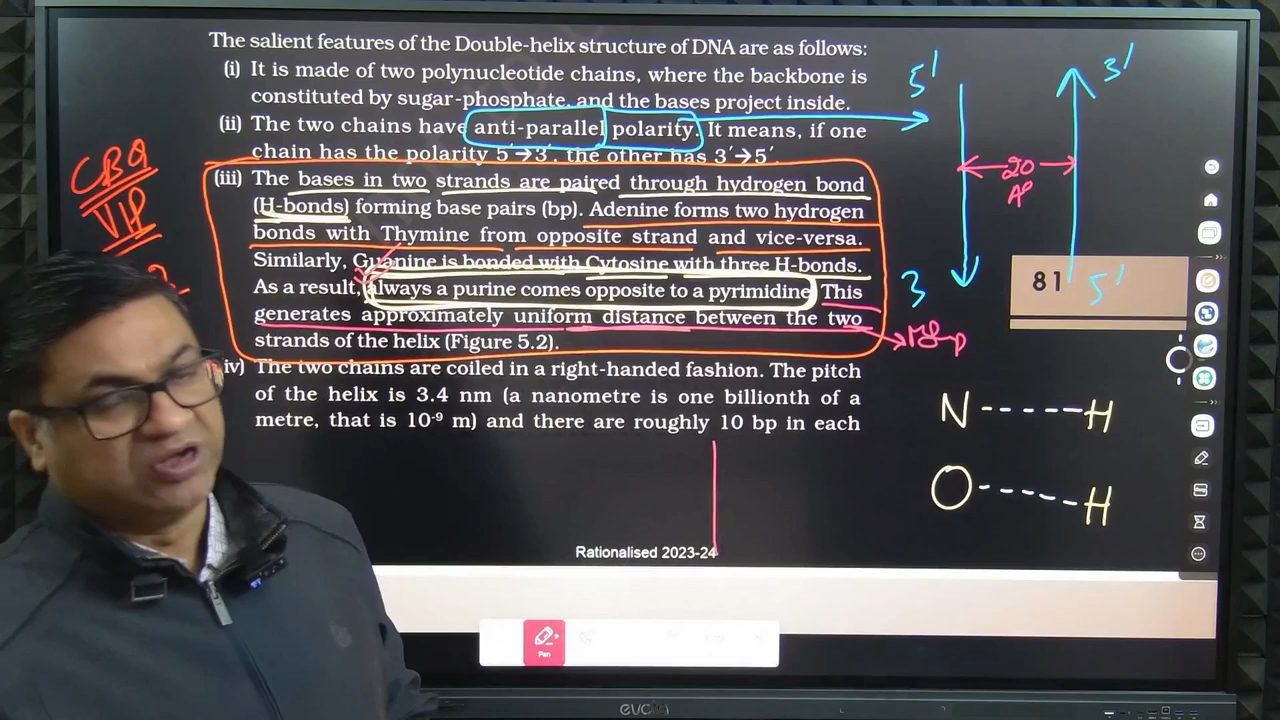 The salient features of the Double-helix structure of DNA are as follows:
(i) It is made of two polynucleotide chains, where the backbone is
constituted by sugar-phosphate, and the bases project inside.
(ii) The two chains have anti-parallel polarity. It means, if one
chain has the polarity 5′→3′, the other has 3′→5′.
(iii) The bases in two strands are paired through hydrogen bond
(H-bonds) forming base pairs (bp). Adenine forms two hydrogen
bonds with Thymine from opposite strand and vice-versa.
Similarly, Guanine is bonded with Cytosine with three H-bonds.
As a result, always a purine comes opposite to a pyrimidine. This
generates approximately uniform distance between the two
strands of the helix (Figure 5.2).
iv) The two chains are coiled in a right-handed fashion. The pitch
of the helix is 3.4 nm (a nanometre is one billionth of a
metre, that is 10⁻⁹ m) and there are roughly 10 bp in each
Rationalised 2023-24
CBQ
VIP
5'
3'
20
A°
3
81
5'
N-----H
O-----H
Pen